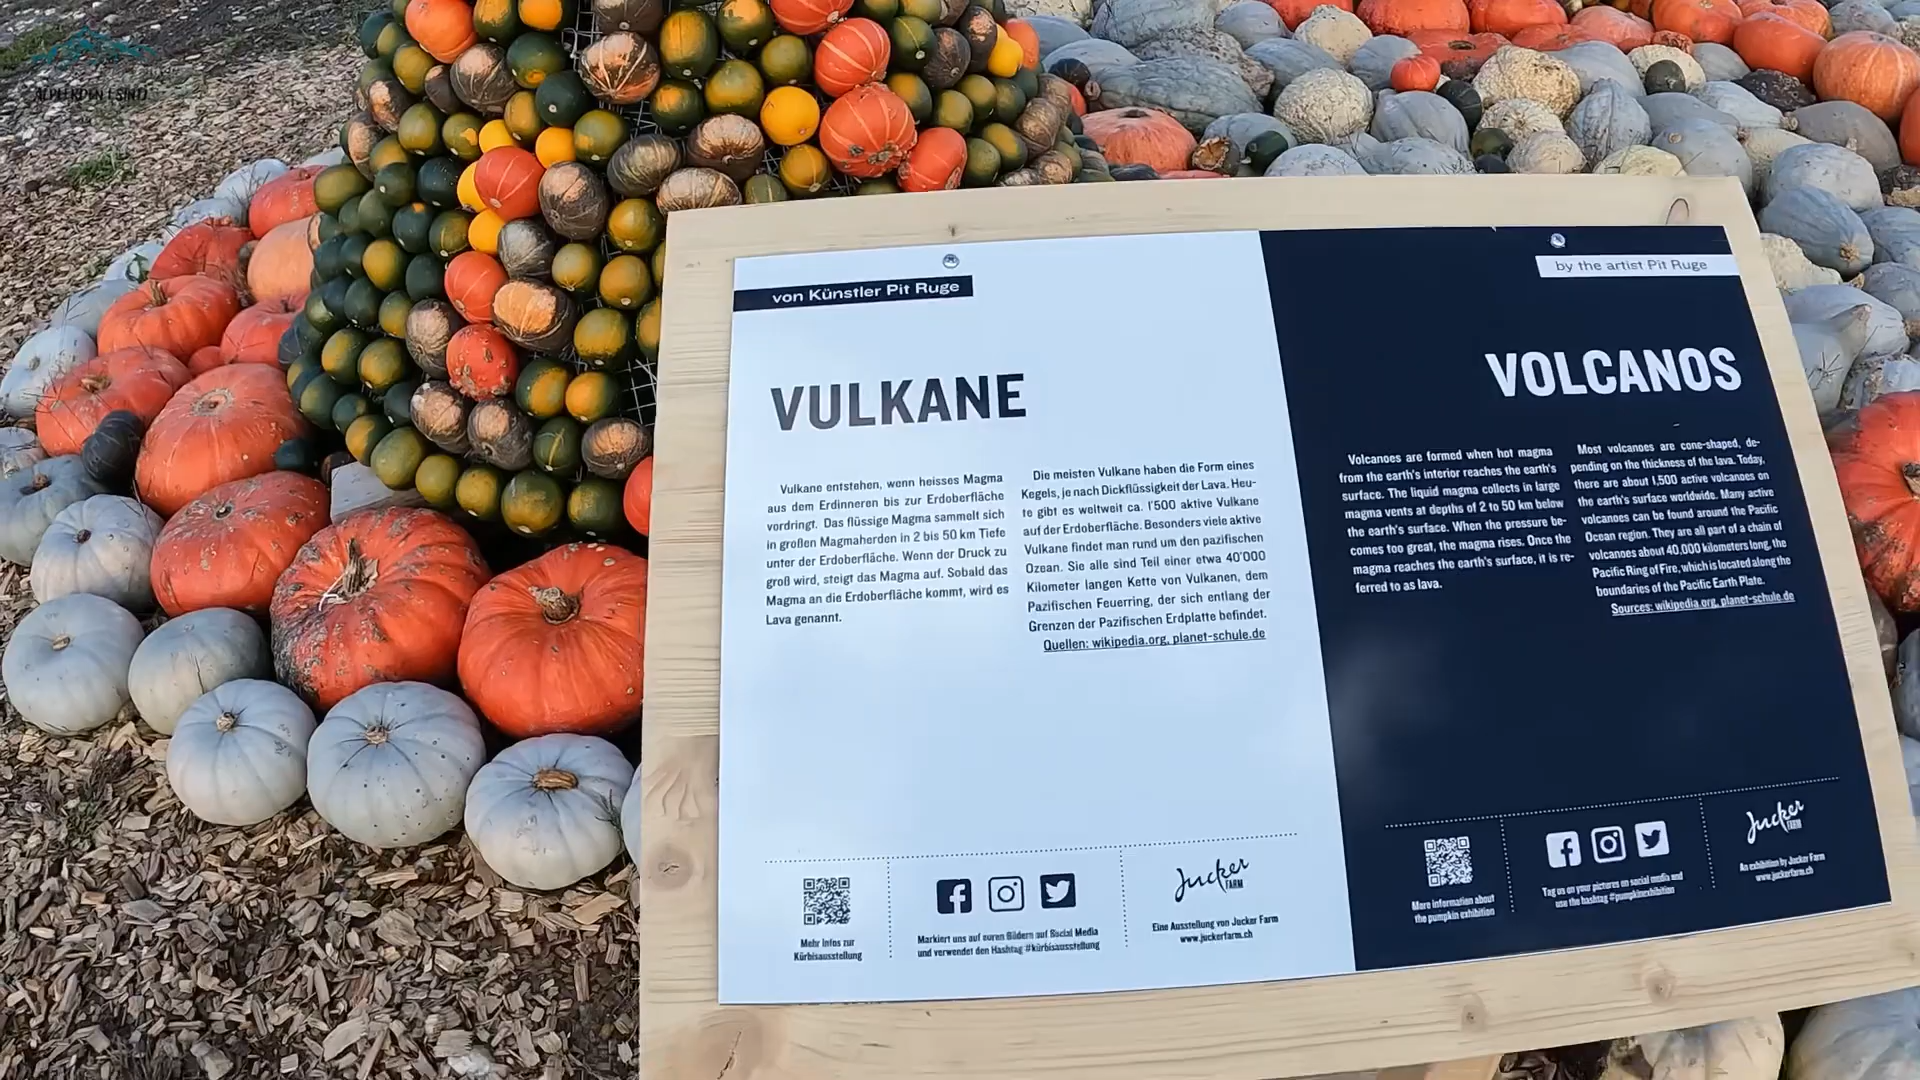 von Künstler Pit Ruge
VULKANE
Vulkane entstehen, wenn heisses Magma
aus dem Erdinneren bis zur Erdoberfläche
vordringt. Das flüssige Magma sammelt sich
in großen Magmaherden in 2 bis 50 km Tiefe
unter der Erdoberfläche. Wenn der Druck zu
groß wird, steigt das Magma auf. Sobald das
Magma an die Erdoberfläche kommt, wird es
Lava genannt.
Die meisten Vulkane haben die Form eines
Kegels, je nach Dickflüssigkeit der Lava. Heu-
te gibt es weltweit ca. 1'500 aktive Vulkane
auf der Erdoberfläche. Besonders viele aktive
Vulkane findet man rund um den pazifischen
Ozean. Sie alle sind Teil einer etwa 40'000
Kilometer langen Kette von Vulkanen, dem
Pazifischen Feuerring, der sich entlang der
Grenzen der Pazifischen Erdplatte befindet.
Quellen: wikipedia.org, planet-schule.de
Mehr Infos zur
Kürbisausstellung
Markiert uns auf euren Bildern auf Social Media
und verwendet den Hashtag #kürbisausstellung
Jucker
FARM
Eine Ausstellung von Jucker Farm
www.juckerfarm.ch
by the artist Pit Ruge
VOLCANOS
Volcanoes are formed when hot magma
from the earth's interior reaches the earth's
surface. The liquid magma collects in large
magma vents at depths of 2 to 50 km below
the earth's surface. When the pressure be-
comes too great, the magma rises. Once the
magma reaches the earth's surface, it is re-
ferred to as lava.
Most volcanoes are cone-shaped, de-
pending on the thickness of the lava. Today,
there are about 1,500 active volcanoes on
the earth's surface worldwide. Many active
volcanoes can be found around the Pacific
Ocean region. They are all part of a chain of
volcanoes about 40,000 kilometers long, the
Pacific Ring of Fire, which is located along the
boundaries of the Pacific Earth Plate.
Sources: wikipedia.org, planet-schule.de
More information about
the pumpkin exhibition
Tag us on your pictures on social media and
use the hashtag #pumpkinexhibition
Jucker
FARM
An exhibition by Jucker Farm
www.juckerfarm.ch